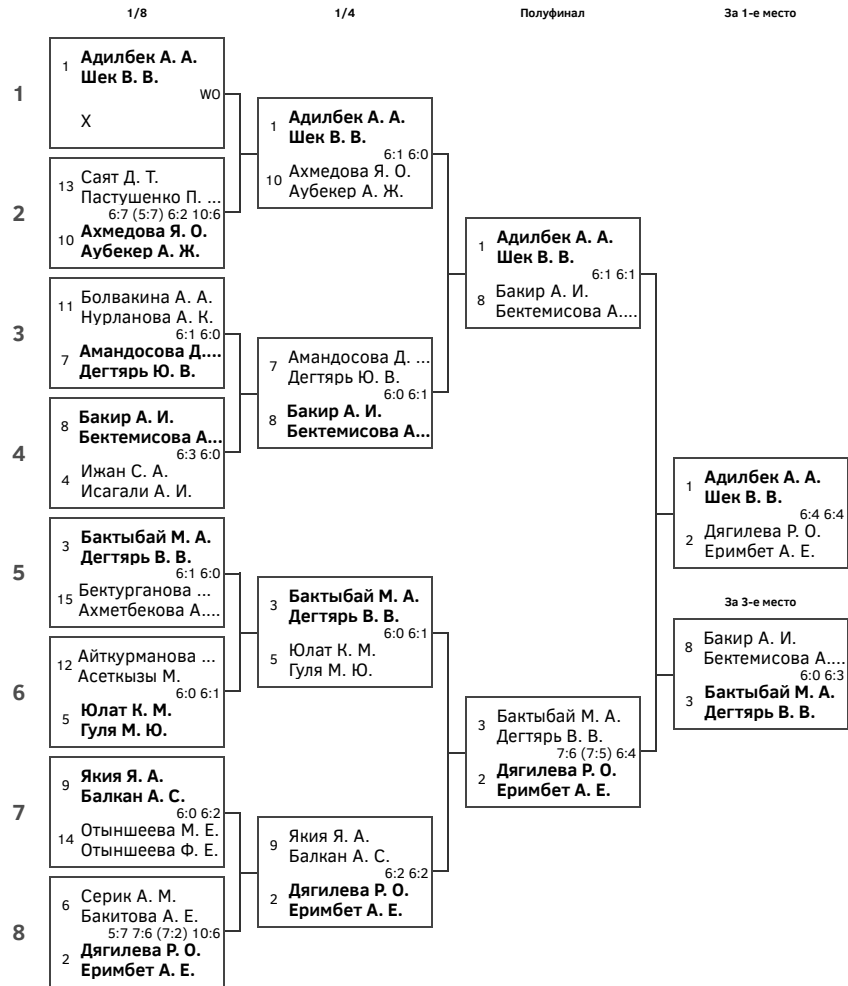 1/8
1/4
Полуфинал
За 1-е место
1
1
Адилбек А. А.
Шек В. В.
WO
X
2
13
Саят Д. Т.
Пастушенко П. ...
6:7 (5:7) 6:2 10:6
10
Ахмедова Я. О.
Аубекер А. Ж.
3
11
Болвакина А. А.
Нурланова А. К.
6:1 6:0
7
Амандосова Д....
Дегтярь Ю. В.
4
8
Бакир А. И.
Бектемисова А...
6:3 6:0
4
Ижан С. А.
Исагали А. И.
5
3
Бактыбай М. А.
Дегтярь В. В.
6:1 6:0
15
Бектурганова ...
Ахметбекова А....
6
12
Айткурманова ...
Асеткызы М.
6:0 6:1
5
Юлат К. М.
Гуля М. Ю.
7
9
Якия Я. А.
Балкан А. С.
6:0 6:2
14
Отыншеева М. Е.
Отыншеева Ф. Е.
8
6
Серик А. М.
Бакитова А. Е.
5:7 7:6 (7:2) 10:6
2
Дягилева Р. О.
Еримбет А. Е.
1
Адилбек А. А.
Шек В. В.
6:1 6:0
10
Ахмедова Я. О.
Аубекер А. Ж.
7
Амандосова Д. ...
Дегтярь Ю. В.
6:0 6:1
8
Бакир А. И.
Бектемисова А...
3
Бактыбай М. А.
Дегтярь В. В.
6:0 6:1
5
Юлат К. М.
Гуля М. Ю.
9
Якия Я. А.
Балкан А. С.
6:2 6:2
2
Дягилева Р. О.
Еримбет А. Е.
1
Адилбек А. А.
Шек В. В.
6:1 6:1
8
Бакир А. И.
Бектемисова А....
3
Бактыбай М. А.
Дегтярь В. В.
7:6 (7:5) 6:4
2
Дягилева Р. О.
Еримбет А. Е.
1
Адилбек А. А.
Шек В. В.
6:4 6:4
2
Дягилева Р. О.
Еримбет А. Е.
За 3-е место
8
Бакир А. И.
Бектемисова А....
6:0 6:3
3
Бактыбай М. А.
Дегтярь В. В.